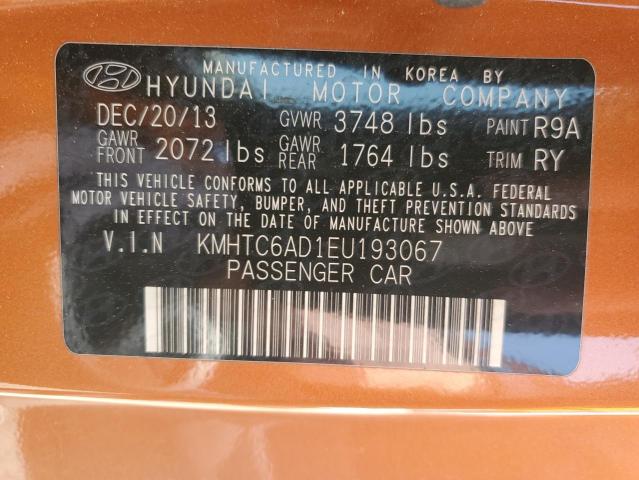 MANUFACTURED IN KOREA BY
HYUNDAI MOTOR COMPANY
DEC/20/13 GVWR 3748 lbs PAINT R9A
GAWR FRONT 2072 lbs GAWR REAR 1764 lbs TRIM RY
THIS VEHICLE CONFORMS TO ALL APPLICABLE U.S.A. FEDERAL
MOTOR VEHICLE SAFETY, BUMPER, AND THEFT PREVENTION STANDARDS
IN EFFECT ON THE DATE OF MANUFACTURE SHOWN ABOVE
V.I.N KMHTC6AD1EU193067
PASSENGER CAR